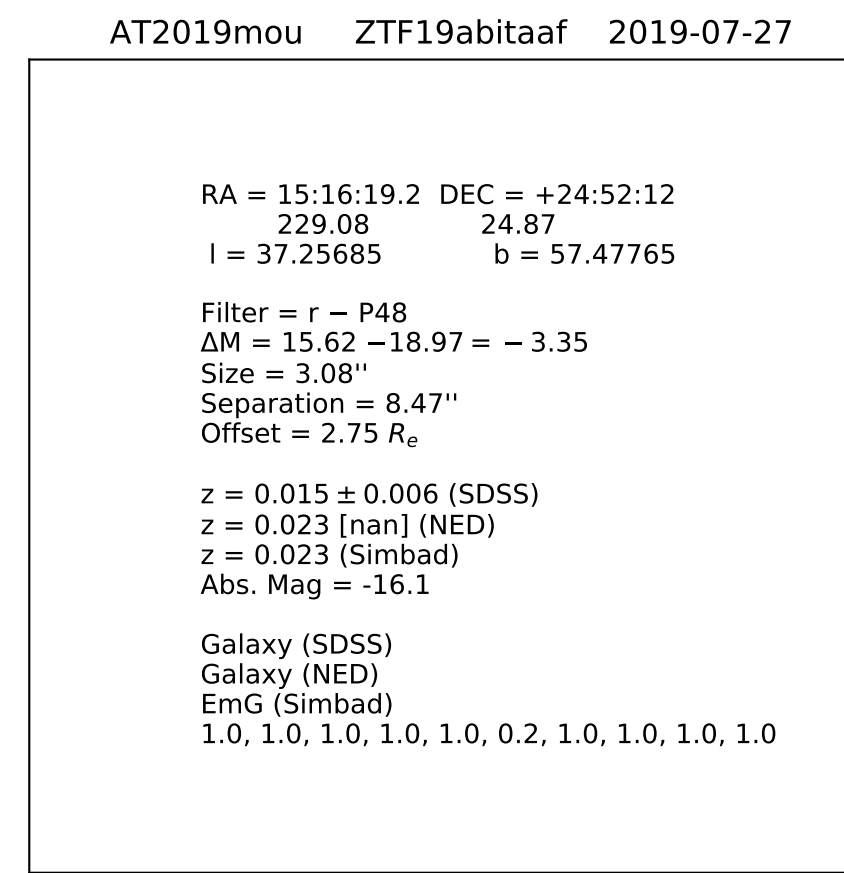 AT2019mou ZTF19abitaaf 2019-07-27
RA = 15:16:19.2 DEC = +24:52:12
229.08 24.87
l = 37.25685 b = 57.47765
Filter = r − P48
ΔM = 15.62 −18.97 = − 3.35
Size = 3.08''
Separation = 8.47''
Offset = 2.75 Re
z = 0.015 ± 0.006 (SDSS)
z = 0.023 [nan] (NED)
z = 0.023 (Simbad)
Abs. Mag = -16.1
Galaxy (SDSS)
Galaxy (NED)
EmG (Simbad)
1.0, 1.0, 1.0, 1.0, 1.0, 0.2, 1.0, 1.0, 1.0, 1.0